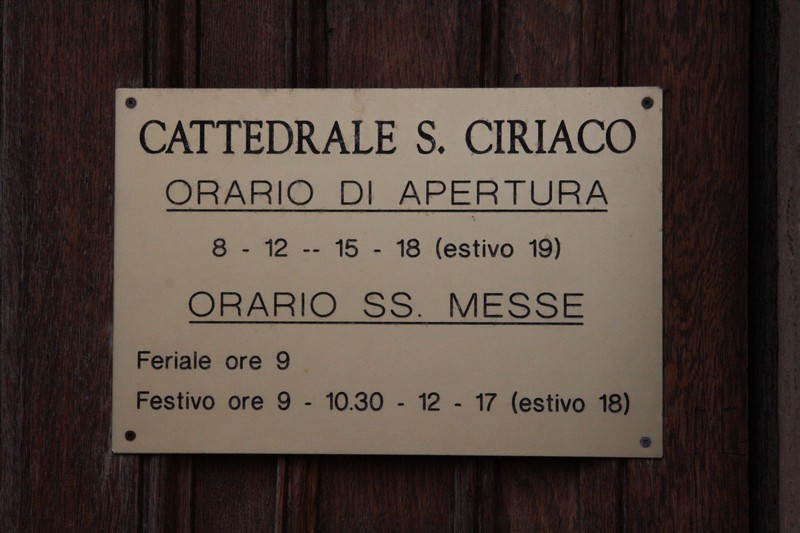 CATTEDRALE S. CIRIACO
ORARIO DI APERTURA
8 - 12 -- 15 - 18 (estivo 19)
ORARIO SS. MESSE
Feriale ore 9
Festivo ore 9 - 10.30 - 12 - 17 (estivo 18)